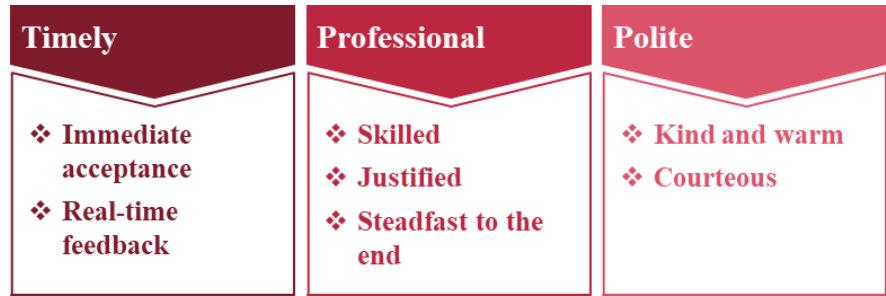 Timely
Immediate
acceptance
Real-time
feedback
Professional
Skilled
Justified
Steadfast to the
end
Polite
Kind and warm
Courteous